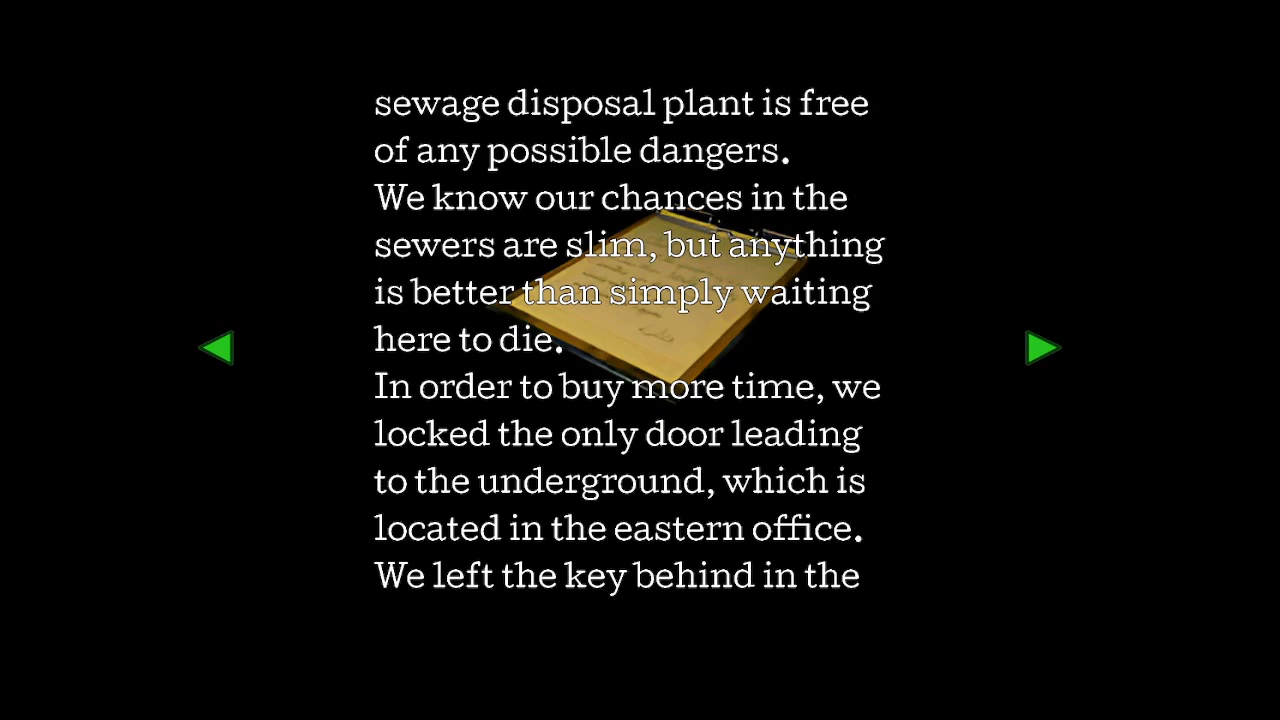 sewage disposal plant is free
of any possible dangers.
We know our chances in the
sewers are slim, but anything
is better than simply waiting
here to die.
In order to buy more time, we
locked the only door leading
to the underground, which is
located in the eastern office.
We left the key behind in the